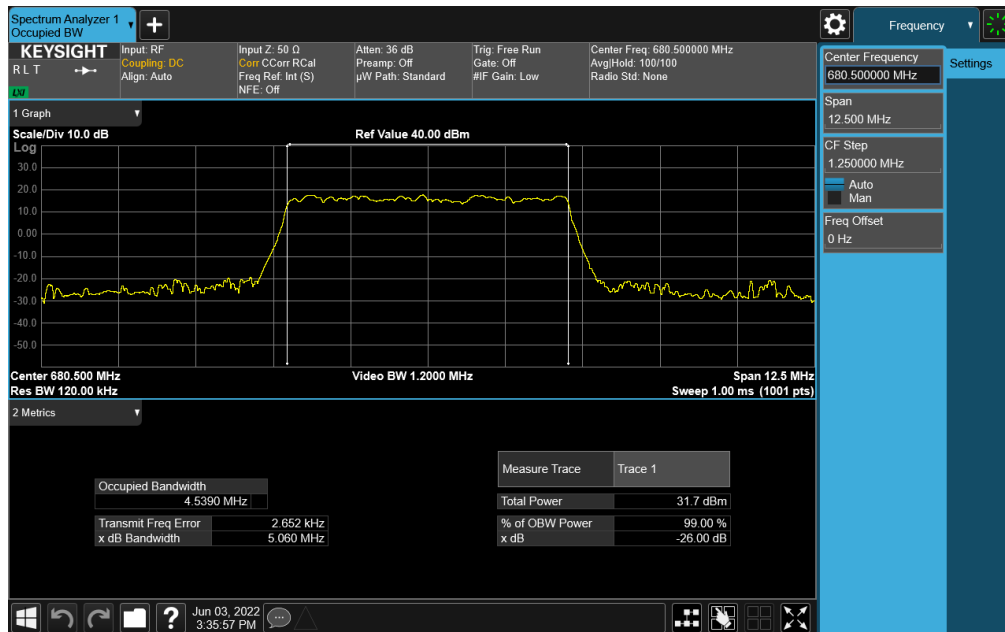 Spectrum Analyzer 1
Occupied BW
Frequency
KEYSIGHT
R L T
LXI
Input: RF
Coupling: DC
Align: Auto
Input Z: 50 Ω
Corr CCorr RCal
Freq Ref: Int (S)
NFE: Off
Atten: 36 dB
Preamp: Off
µW Path: Standard
Trig: Free Run
Gate: Off
#IF Gain: Low
Center Freq: 680.500000 MHz
Avg|Hold: 100/100
Radio Std: None
Center Frequency
680.500000 MHz
Settings
Span
12.500 MHz
CF Step
1.250000 MHz
Auto
Man
Freq Offset
0 Hz
1 Graph
Scale/Div 10.0 dB
Ref Value 40.00 dBm
Log
30.0
20.0
10.0
0.00
-10.0
-20.0
-30.0
-40.0
-50.0
Center 680.500 MHz
Video BW 1.2000 MHz
Span 12.5 MHz
Res BW 120.00 kHz
Sweep 1.00 ms (1001 pts)
2 Metrics
Occupied Bandwidth
4.5390 MHz
Transmit Freq Error 2.652 kHz
x dB Bandwidth 5.060 MHz
Measure Trace Trace 1
Total Power 31.7 dBm
% of OBW Power 99.00 %
x dB -26.00 dB
Jun 03, 2022
3:35:57 PM